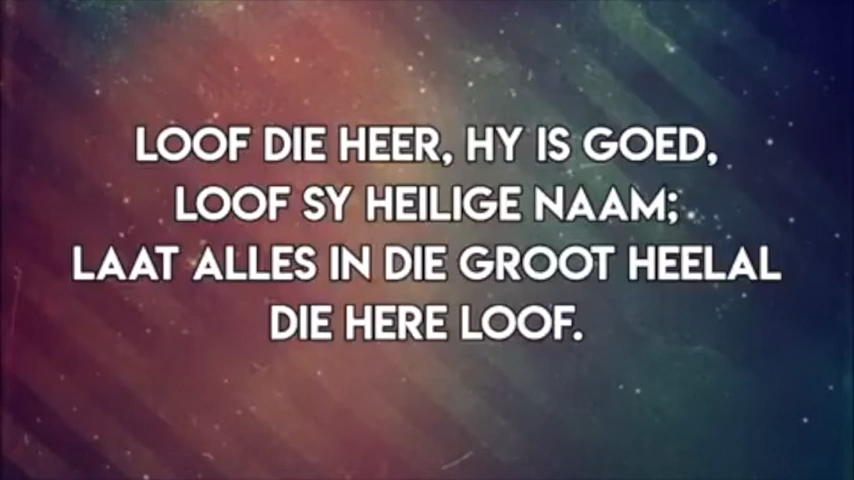 LOOF DIE HEER, HY IS GOED,
LOOF SY HEILIGE NAAM;
LAAT ALLES IN DIE GROOT HEELAL
DIE HERE LOOF.